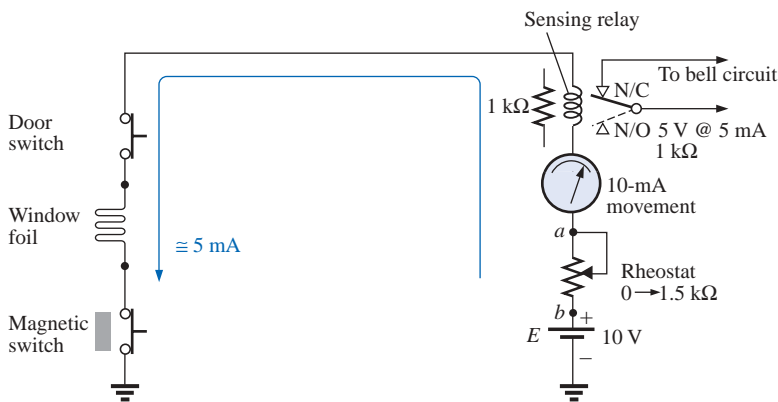 Sensing relay
To bell circuit
N/C
1 kΩ
N/O 5 V @ 5 mA
1 kΩ
Door
switch
10-mA
movement
Window
foil
≅ 5 mA
a
Rheostat
0→1.5 kΩ
Magnetic
switch
b
+
E
10 V
–